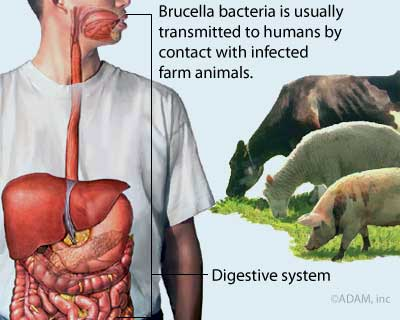 Brucella bacteria is usually
transmitted to humans by
contact with infected
farm animals.
Digestive system
©ADAM, inc